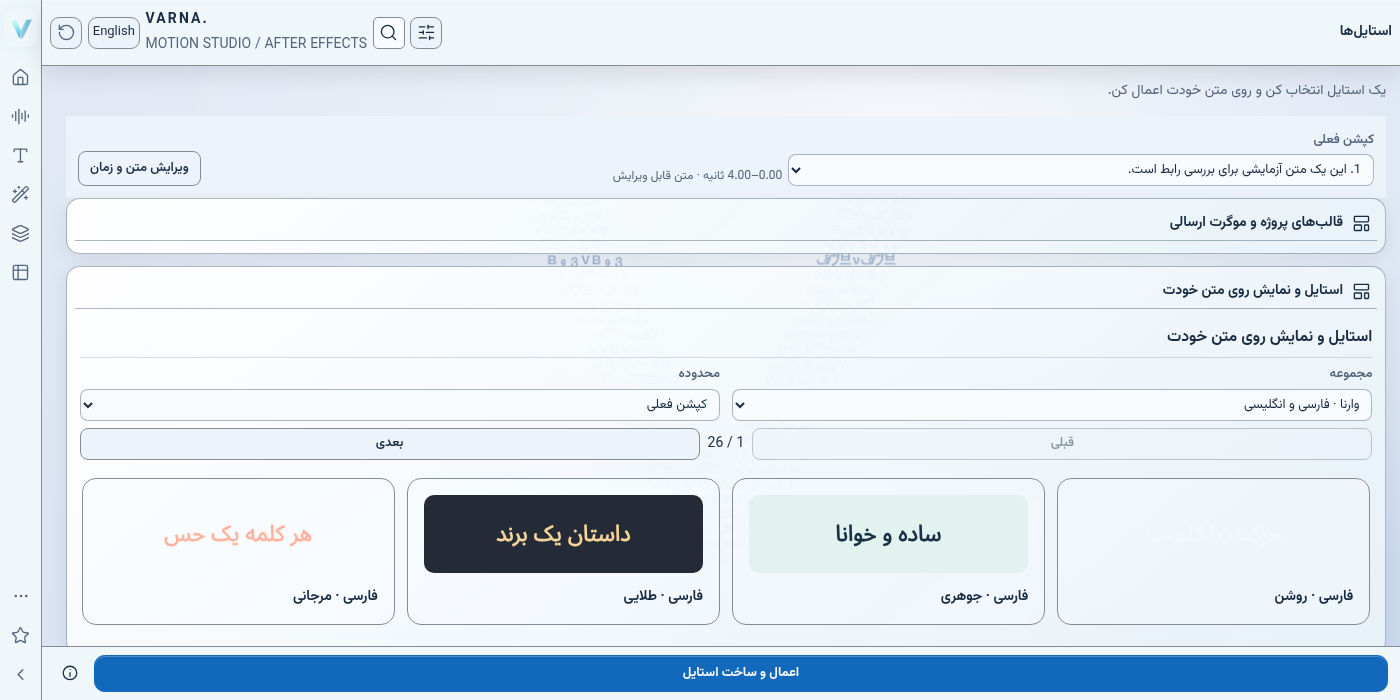 استایل‌ها
VARNA.
MOTION STUDIO / AFTER EFFECTS
English
یک استایل انتخاب کن و روی متن خودت اعمال کن.
کپشن فعلی
1. این یک متن آزمایشی برای بررسی رابط است.
0.00–4.00 ثانیه · متن قابل ویرایش
ویرایش متن و زمان
قالب‌های پروژه و موگرت ارسالی
استایل و نمایش روی متن خودت
استایل و نمایش روی متن خودت
مجموعه
محدوده
وارنا · فارسی و انگلیسی
کپشن فعلی
قبلی
1 / 26
بعدی
ساده و خوانا
داستان یک برند
هر کلمه یک حس
فارسی · روشن
فارسی · جوهری
فارسی · طلایی
فارسی · مرجانی
اعمال و ساخت استایل